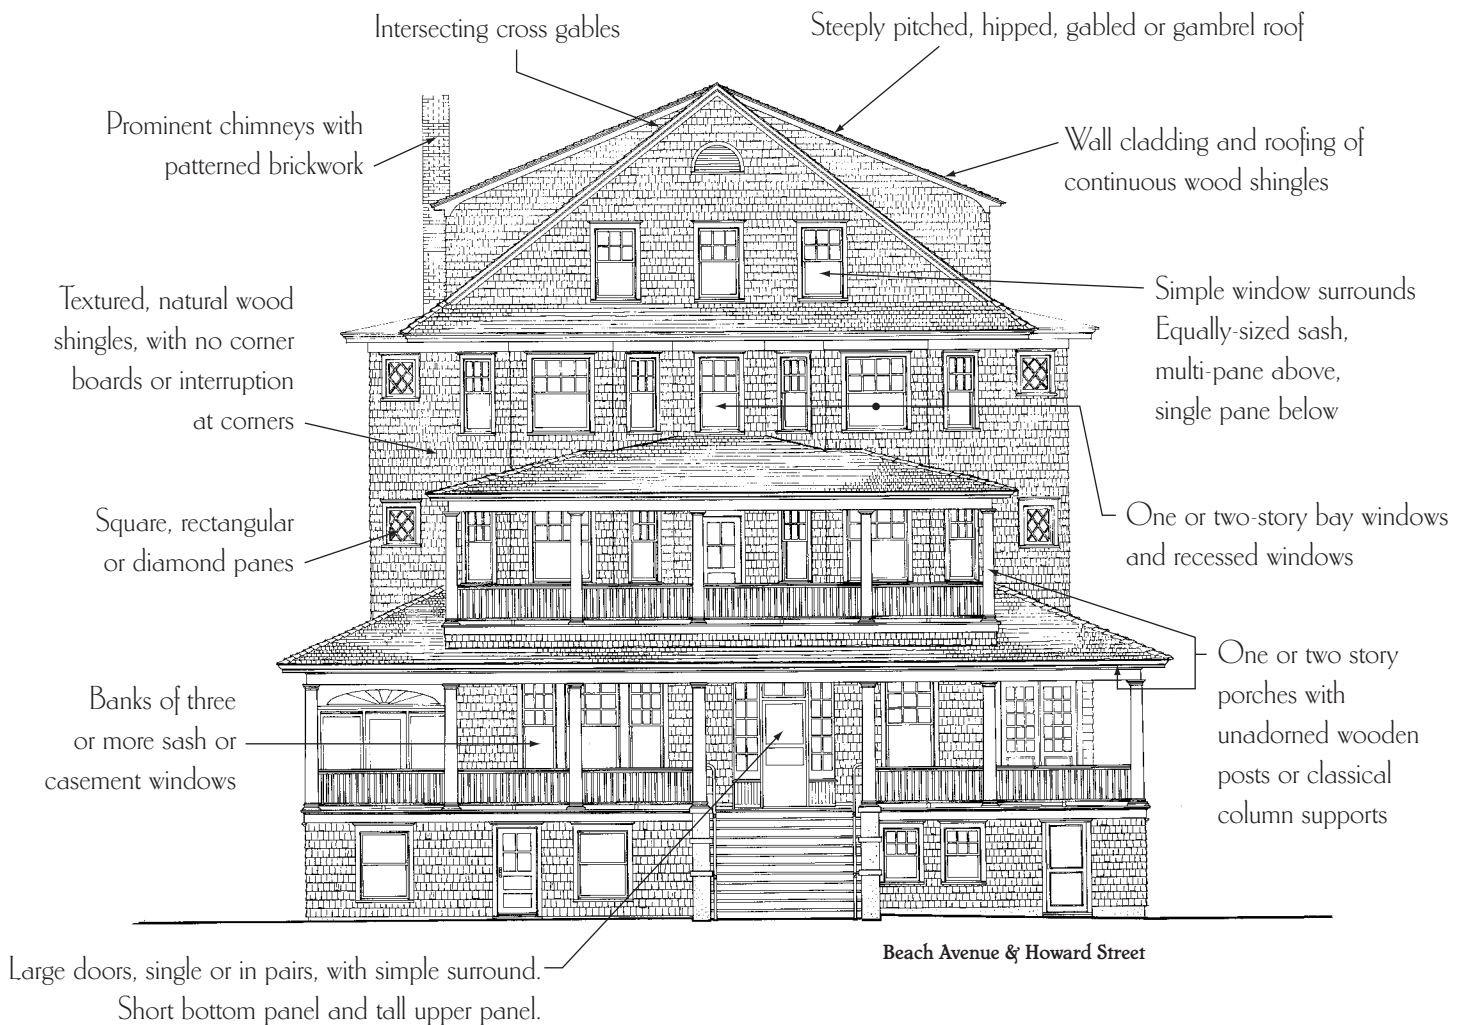 Intersecting cross gables
Steeply pitched, hipped, gabled or gambrel roof
Prominent chimneys with
patterned brickwork
Wall cladding and roofing of
continuous wood shingles
Textured, natural wood
shingles, with no corner
boards or interruption
at corners
Simple window surrounds
Equally-sized sash,
multi-pane above,
single pane below
Square, rectangular
or diamond panes
One or two-story bay windows
and recessed windows
Banks of three
or more sash or
casement windows
One or two story
porches with
unadorned wooden
posts or classical
column supports
Beach Avenue & Howard Street
Large doors, single or in pairs, with simple surround.
Short bottom panel and tall upper panel.